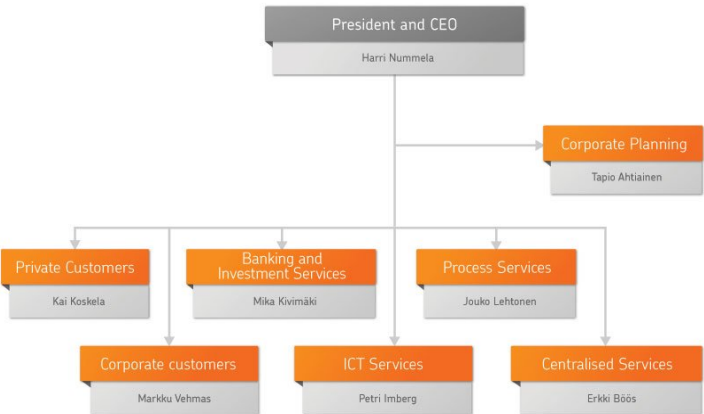 President and CEO
Harri Nummela
Corporate Planning
Tapio Ahtiainen
Private Customers
Kai Koskela
Banking and
Investment Services
Mika Kivimäki
Process Services
Jouko Lehtonen
Corporate customers
Markku Vehmas
ICT Services
Petri Imberg
Centralised Services
Erkki Böös